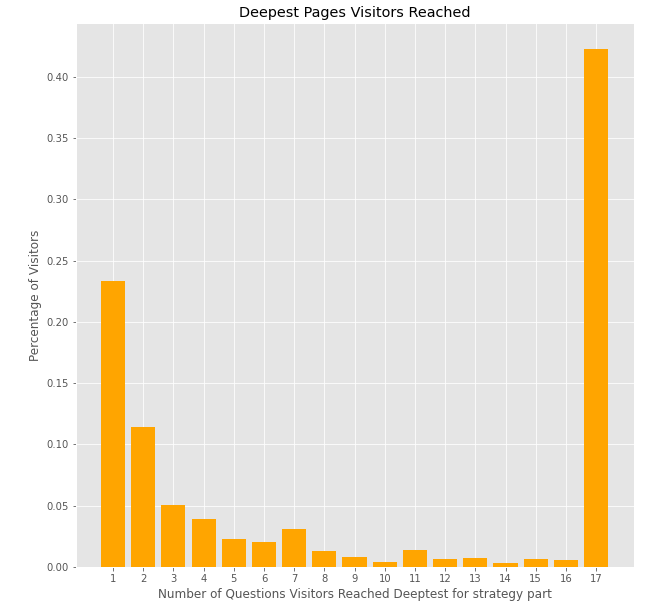 Deepest Pages Visitors Reached
Percentage of Visitors
0.40
0.35
0.30
0.25
0.20
0.15
0.10
0.05
0.00
1 2 3 4 5 6 7 8 9 10 11 12 13 14 15 16 17
Number of Questions Visitors Reached Deeptest for strategy part